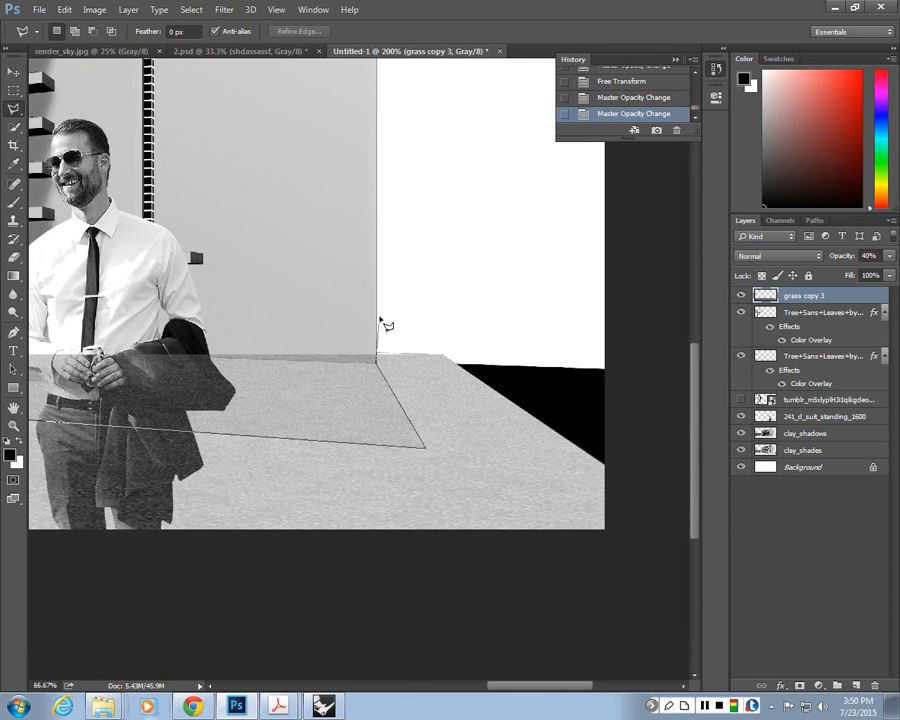 Ps File Edit Image Layer Type Select Filter 3D View Window Help
Feather: 0 px Anti-alias Refine Edge... Essentials
render_sky.jpg @ 25% (Gray/8) × 2.psd @ 33.3% (shdassassf, Gray/8) * × Untitled-1 @ 200% (grass copy 3, Gray/8) * ×
History
Free Transform
Master Opacity Change
Master Opacity Change
Color Swatches
Layers Channels Paths
Kind
Normal Opacity: 40%
Lock: Fill: 100%
grass copy 3
Tree+Sans+Leaves+by... fx
Effects
Color Overlay
Tree+Sans+Leaves+by... fx
Effects
Color Overlay
241_d_suit_standing_1600
clay_shadows
clay_shades
Background
66.67% Doc: 5.43M/45.9M
fx
Ps
3:50 PM
7/23/2015